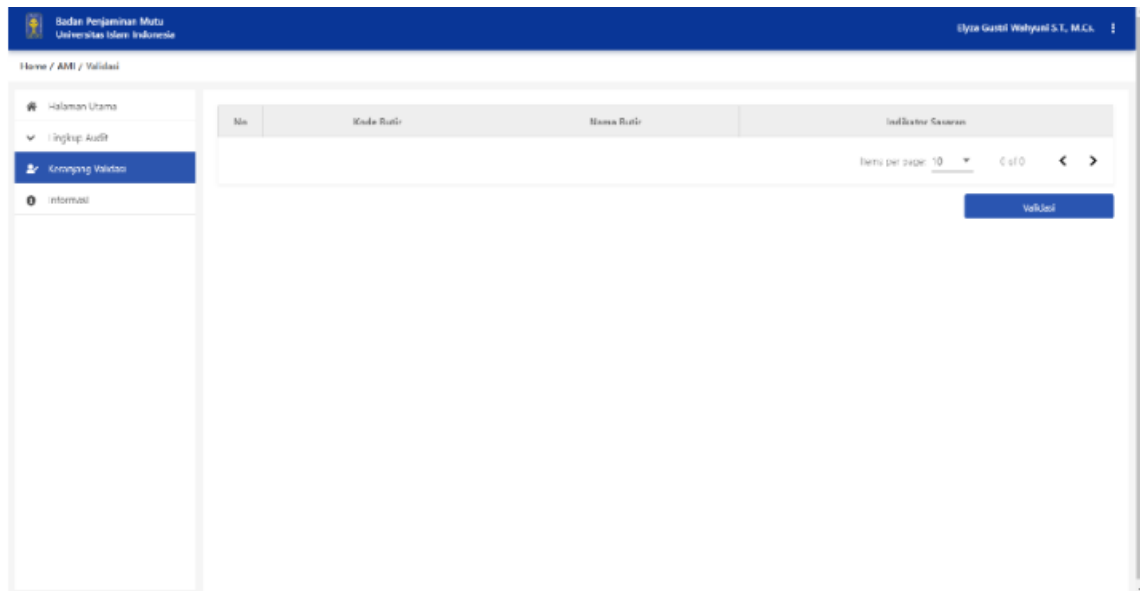 Badan Penjaminan Mutu
Universitas Islam Indonesia
Elyza Gustri Wahyuni S.T., M.Cs.
Home / AMI / Validasi
Halaman Utama
Lingkup Audit
Keranjang Validasi
Informasi
No
Kode Butir
Nama Butir
Indikator Sasaran
Items per page: 10
0 of 0
Validasi